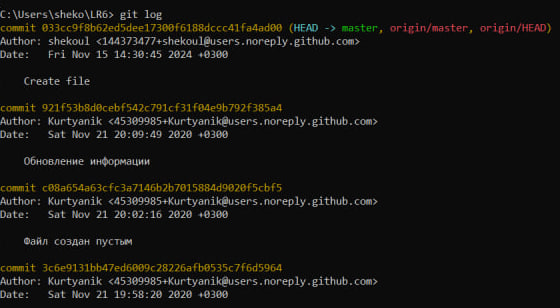 C:\Users\sheko\LR6> git log
commit 033cc9f8b62ed5dee17300f6188dccc41fa4ad00 (HEAD -> master, origin/master, origin/HEAD)
Author: shekoul <144373477+shekoul@users.noreply.github.com>
Date:   Fri Nov 15 14:30:45 2024 +0300
Create file
commit 921f53b8d0cebf542c791cf31f04e9b792f385a4
Author: Kurtyanik <45309985+Kurtyanik@users.noreply.github.com>
Date:   Sat Nov 21 20:09:49 2020 +0300
Обновление информации
commit c08a654a63cfc3a7146b2b7015884d9020f5cbf5
Author: Kurtyanik <45309985+Kurtyanik@users.noreply.github.com>
Date:   Sat Nov 21 20:02:16 2020 +0300
Файл создан пустым
commit 3c6e9131bb47ed6009c28226afb0535c7f6d5964
Author: Kurtyanik <45309985+Kurtyanik@users.noreply.github.com>
Date:   Sat Nov 21 19:58:20 2020 +0300